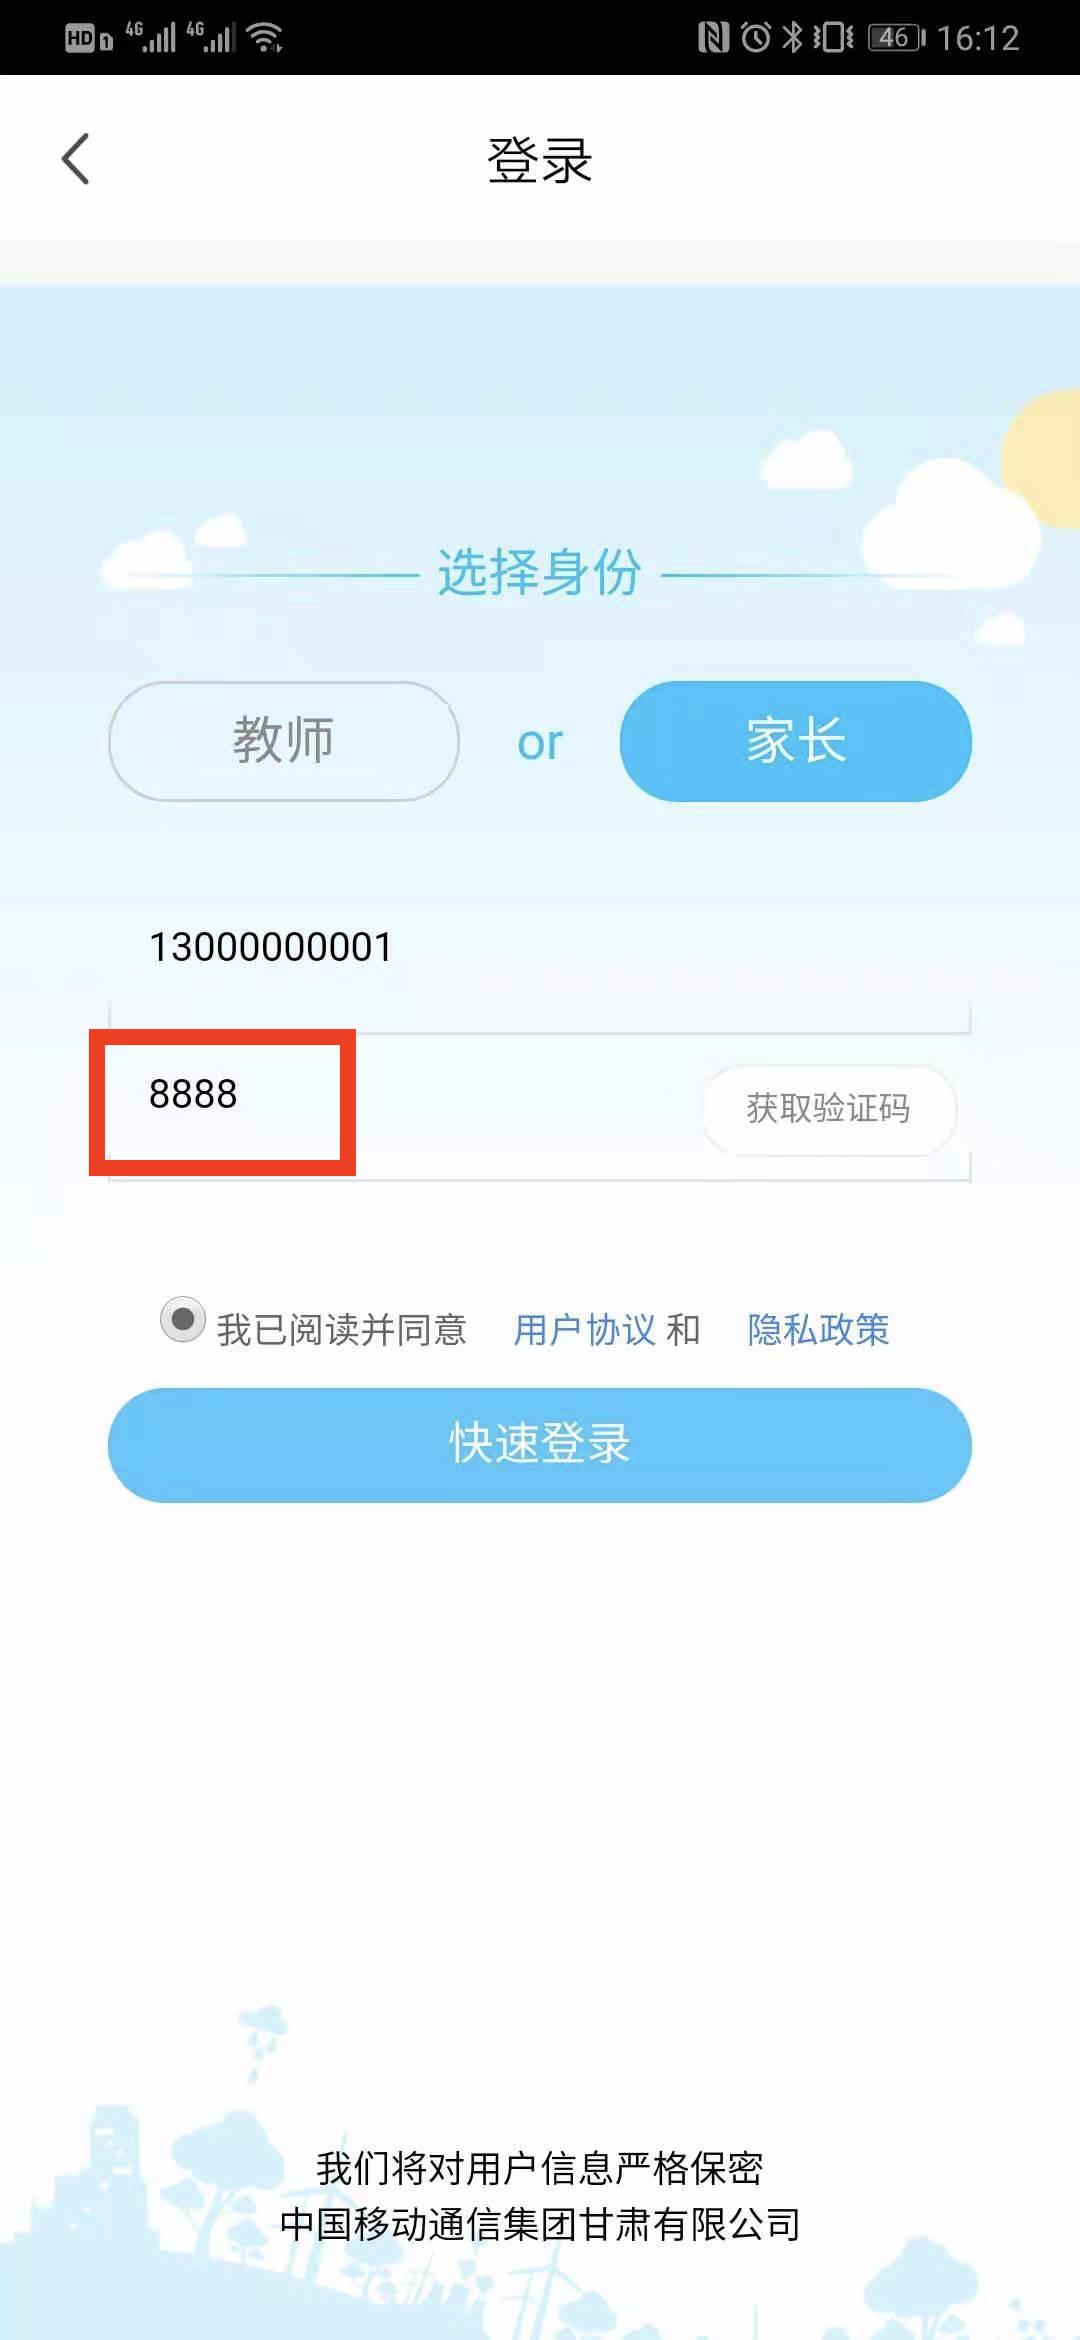 HD 1 4G 4G 46 16:12
登录
选择身份
教师 or 家长
13000000001
8888 获取验证码
我已阅读并同意 用户协议 和 隐私政策
快速登录
我们将对用户信息严格保密
中国移动通信集团甘肃有限公司